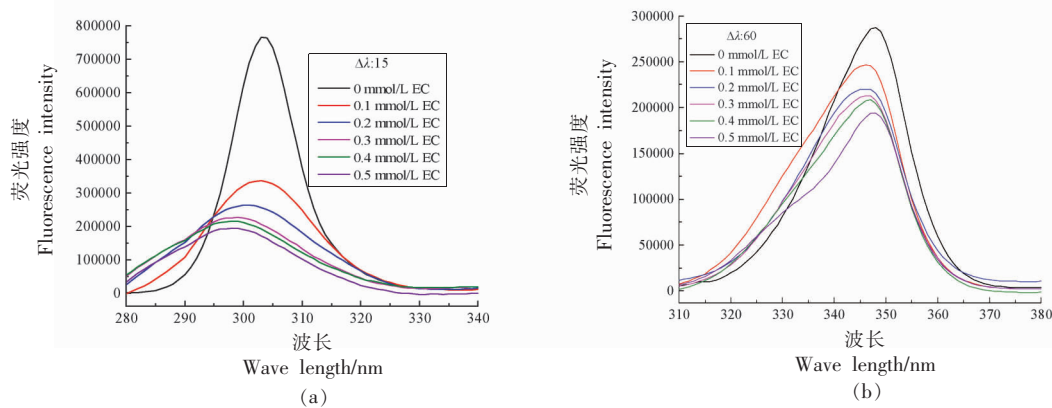 800000
700000
600000
500000
400000
300000
200000
100000
0
荧光强度
Fluorescence intensity
Δλ:15
0 mmol/L EC
0.1 mmol/L EC
0.2 mmol/L EC
0.3 mmol/L EC
0.4 mmol/L EC
0.5 mmol/L EC
280 290 300 310 320 330 340
波长
Wave length/nm
(a)
300000
250000
200000
150000
100000
50000
0
荧光强度
Fluorescence intensity
Δλ:60
0 mmol/L EC
0.1 mmol/L EC
0.2 mmol/L EC
0.3 mmol/L EC
0.4 mmol/L EC
0.5 mmol/L EC
310 320 330 340 350 360 370 380
波长
Wave length/nm
(b)